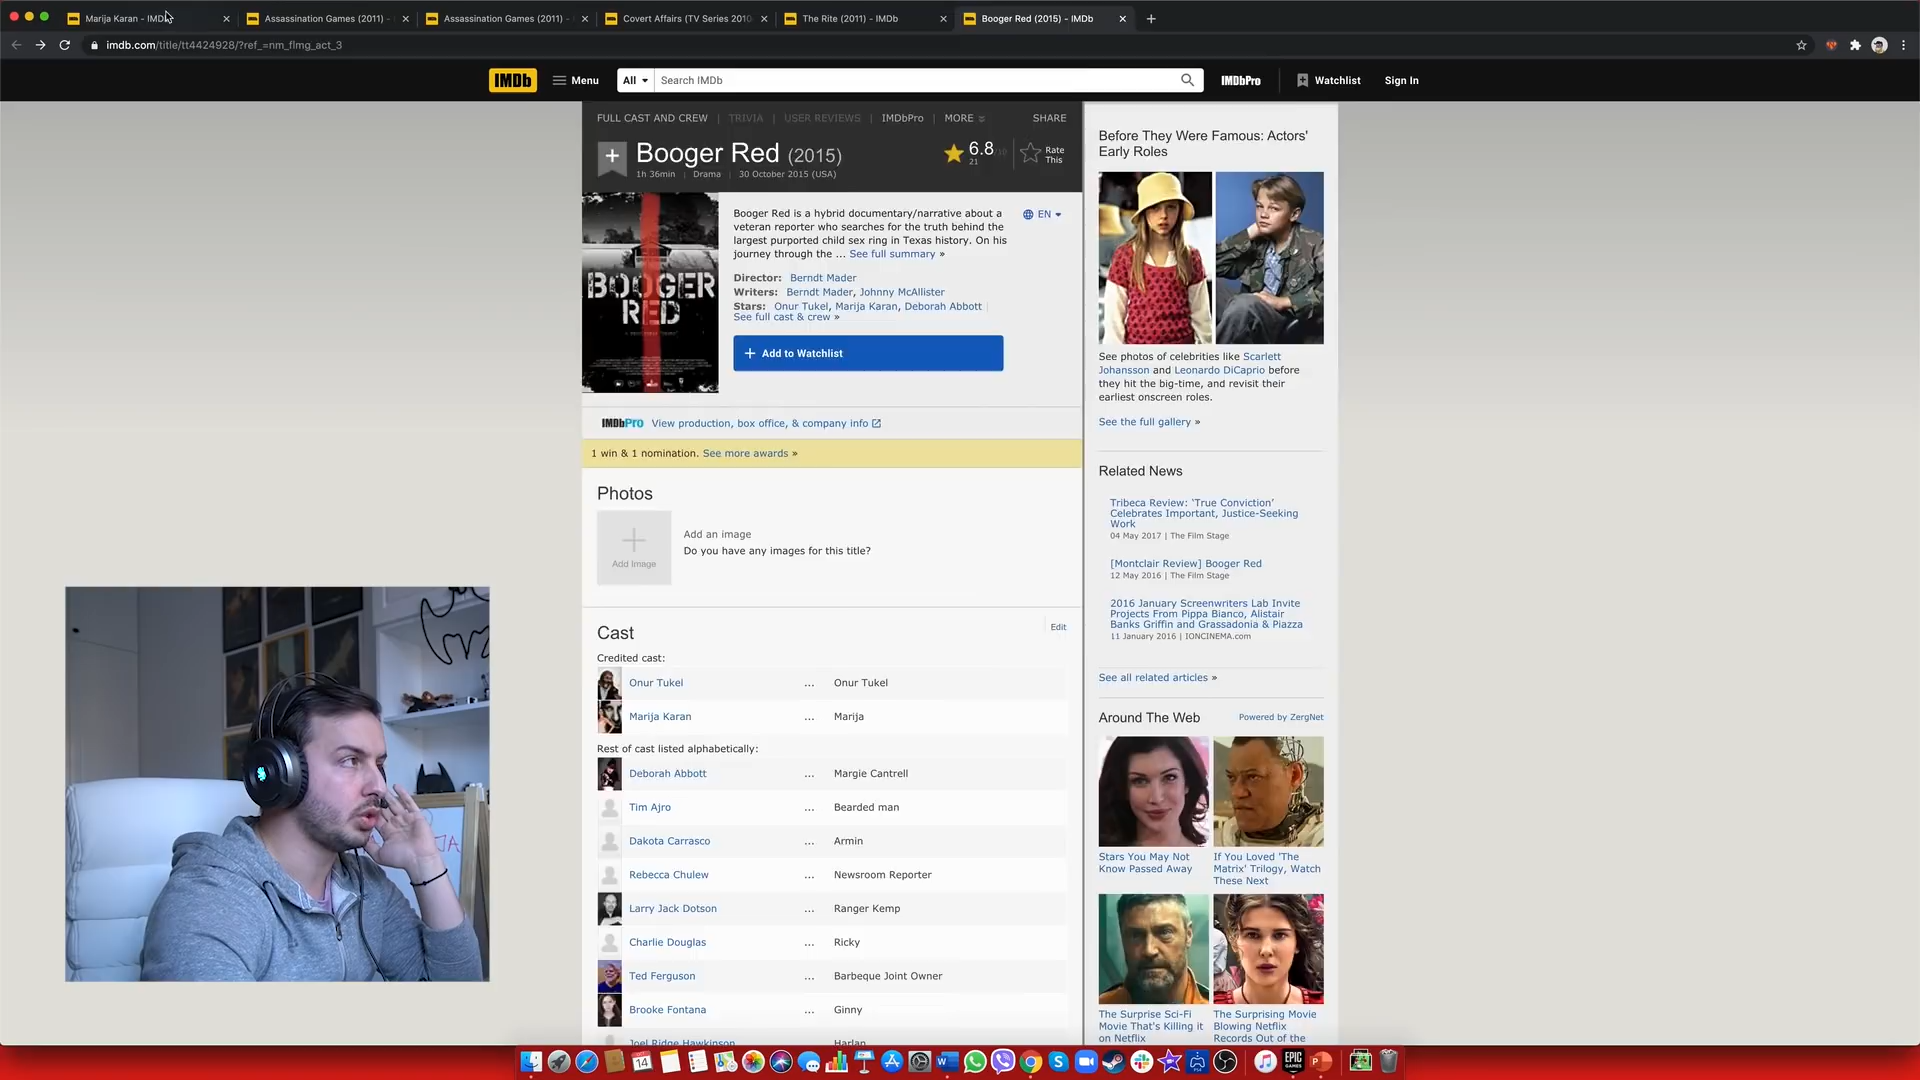 Marija Karan - IMDb
Assassination Games (2011) -
Assassination Games (2011) -
Covert Affairs (TV Series 2010
The Rite (2011) - IMDb
Booger Red (2015) - IMDb
imdb.com/title/tt4424928/?ref_=nm_flmg_act_3
IMDb
Menu
All
Search IMDb
IMDbPro
Watchlist
Sign In
FULL CAST AND CREW | TRIVIA | USER REVIEWS | IMDbPro | MORE
SHARE
Booger Red (2015)
1h 36min | Drama | 30 October 2015 (USA)
6.8/10
21
Rate This
BOOGER RED
Booger Red is a hybrid documentary/narrative about a
veteran reporter who searches for the truth behind the
largest purported child sex ring in Texas history. On his
journey through the ... See full summary »
EN
Director: Berndt Mader
Writers: Berndt Mader, Johnny McAllister
Stars: Onur Tukel, Marija Karan, Deborah Abbott |
See full cast & crew »
Add to Watchlist
IMDbPro View production, box office, & company info
1 win & 1 nomination. See more awards »
Photos
Add Image
Add an image
Do you have any images for this title?
Cast
Edit
Credited cast:
Onur Tukel ... Onur Tukel
Marija Karan ... Marija
Rest of cast listed alphabetically:
Deborah Abbott ... Margie Cantrell
Tim Ajro ... Bearded man
Dakota Carrasco ... Armin
Rebecca Chulew ... Newsroom Reporter
Larry Jack Dotson ... Ranger Kemp
Charlie Douglas ... Ricky
Ted Ferguson ... Barbeque Joint Owner
Brooke Fontana ... Ginny
Joel Ridge Hawkinson ... Harlan
Before They Were Famous: Actors'
Early Roles
See photos of celebrities like Scarlett
Johansson and Leonardo DiCaprio before
they hit the big-time, and revisit their
earliest onscreen roles.
See the full gallery »
Related News
Tribeca Review: ‘True Conviction’
Celebrates Important, Justice-Seeking
Work
04 May 2017 | The Film Stage
[Montclair Review] Booger Red
12 May 2016 | The Film Stage
2016 January Screenwriters Lab Invite
Projects From Pippa Bianco, Alistair
Banks Griffin and Grassadonia & Piazza
11 January 2016 | IONCINEMA.com
See all related articles »
Around The Web
Powered by ZergNet
Stars You May Not
Know Passed Away
If You Loved 'The
Matrix' Trilogy, Watch
These Next
The Surprise Sci-Fi
Movie That's Killing it
on Netflix
The Surprising Movie
Blowing Netflix
Records Out of the
14
EPIC GAMES